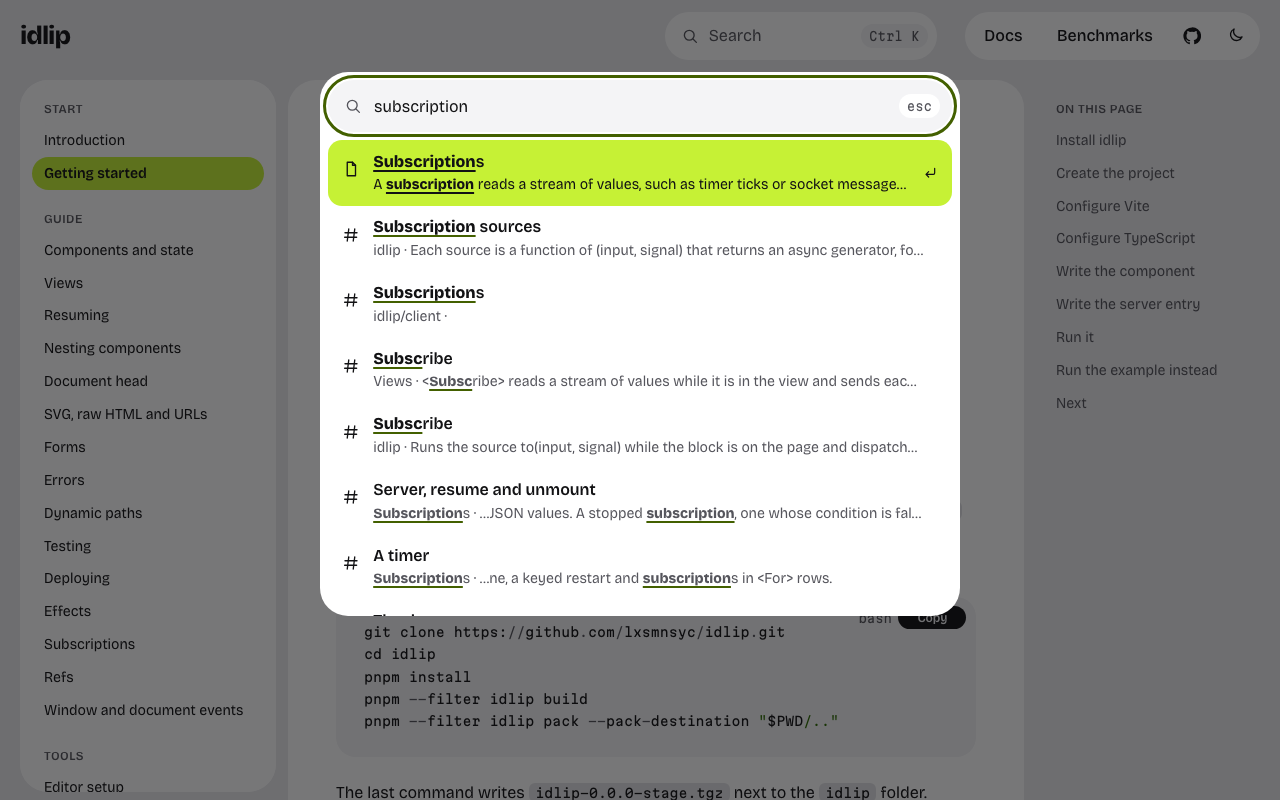 idlip
Search
Ctrl K
Docs
Benchmarks
START
Introduction
Getting started
GUIDE
Components and state
Views
Resuming
Nesting components
Document head
SVG, raw HTML and URLs
Forms
Errors
Dynamic paths
Testing
Deploying
Effects
Subscriptions
Refs
Window and document events
TOOLS
Editor setup
subscription
esc
Subscriptions
A subscription reads a stream of values, such as timer ticks or socket message…
Subscription sources
idlip · Each source is a function of (input, signal) that returns an async generator, fo…
Subscriptions
idlip/client ·
Subscribe
Views · <Subscribe> reads a stream of values while it is in the view and sends eac…
Subscribe
idlip · Runs the source to(input, signal) while the block is on the page and dispatch…
Server, resume and unmount
Subscriptions · …JSON values. A stopped subscription, one whose condition is fal…
A timer
Subscriptions · …ne, a keyed restart and subscriptions in <For> rows.
bash
Copy
git clone https://github.com/lxsmnsyc/idlip.git
cd idlip
pnpm install
pnpm --filter idlip build
pnpm --filter idlip pack --pack-destination "$PWD/.."
The last command writes idlip-0.0.0-stage.tgz next to the idlip folder.
ON THIS PAGE
Install idlip
Create the project
Configure Vite
Configure TypeScript
Write the component
Write the server entry
Run it
Run the example instead
Next